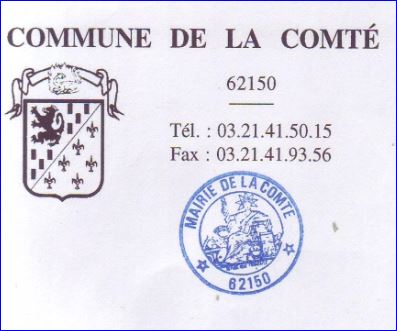 COMMUNE DE LA COMTÉ
62150
Tél. : 03.21.41.50.15
Fax : 03.21.41.93.56
MAIRIE DE LA COMTE
62150